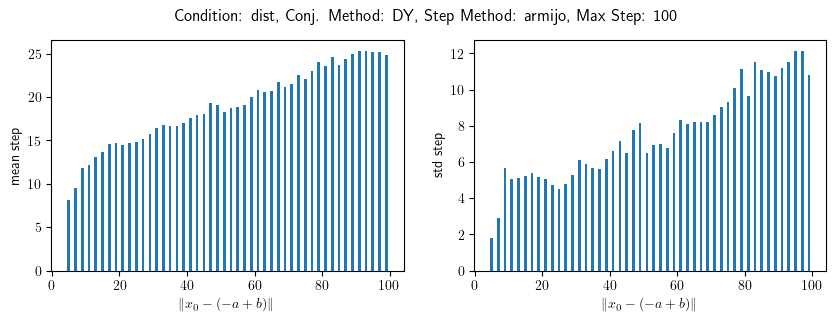 Condition: dist, Conj. Method: DY, Step Method: armijo, Max Step: 100
mean step
25
20
15
10
5
0
0 20 40 60 80 100
‖x₀ − (−a + b)‖
std step
12
10
8
6
4
2
0
0 20 40 60 80 100
‖x₀ − (−a + b)‖